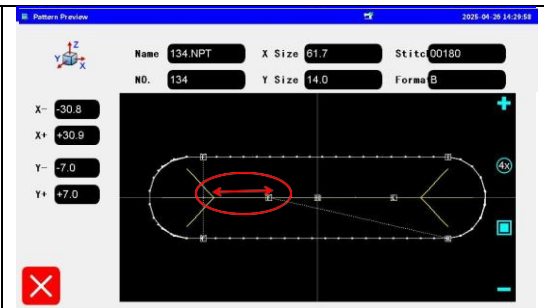 Pattern Preview 2025-04-26 14:29:58
Name 134.NPT X Size 61.7 Stitc 00180
NO. 134 Y Size 14.0 Forma B
Z
Y X
X- -30.8
X+ +30.9
Y- -7.0
Y+ +7.0
4x